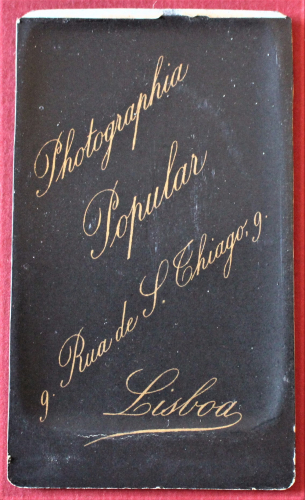 Photographia
Popular
9. Rua de S. Thiago, 9.
Lisboa